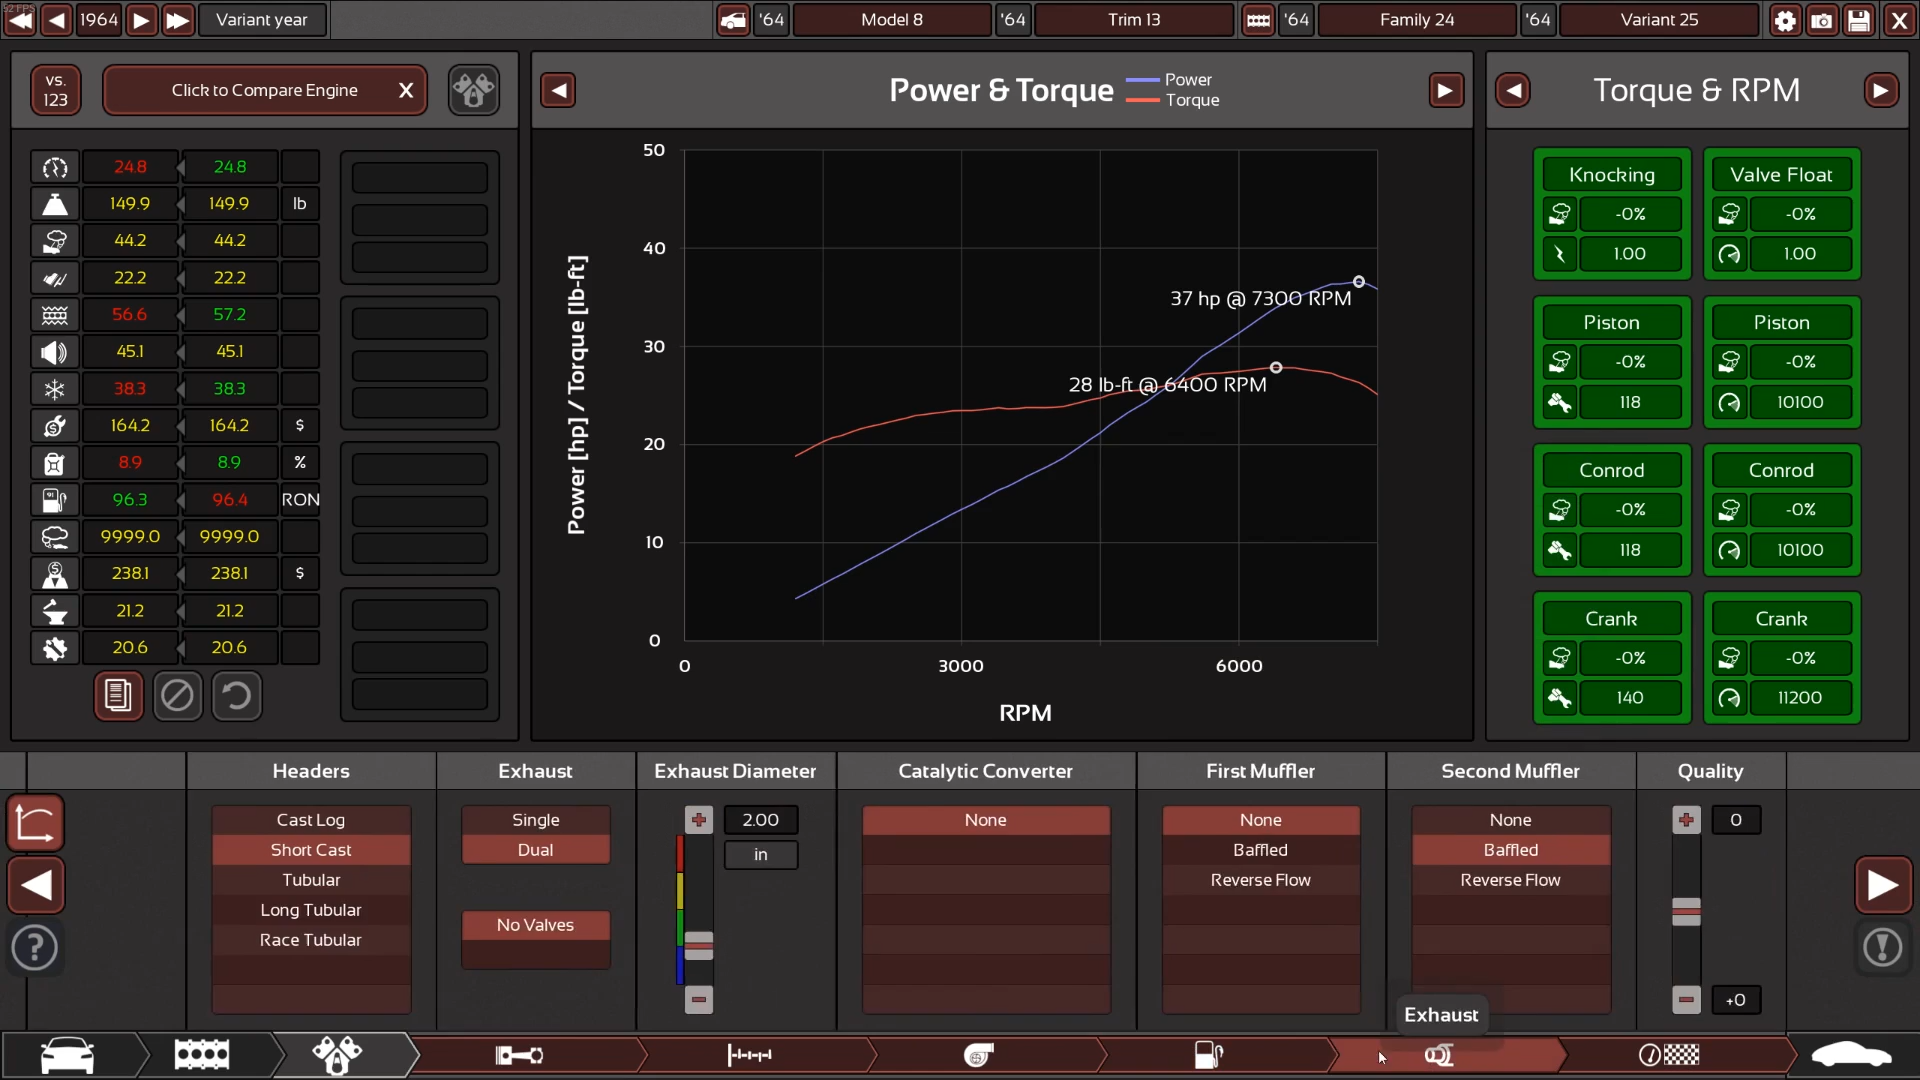 52 FPS
1964
Variant year
'64
Model 8
'64
Trim 13
'64
Family 24
'64
Variant 25
X
vs.
123
Click to Compare Engine
X
24.8 24.8
149.9 149.9 lb
44.2 44.2
22.2 22.2
56.6 57.2
45.1 45.1
38.3 38.3
164.2 164.2 $
8.9 8.9 %
96.3 96.4 RON
9999.0 9999.0
238.1 238.1 $
21.2 21.2
20.6 20.6
Power & Torque
Power
Torque
50
40
30
20
10
0
Power [hp] / Torque [lb-ft]
37 hp @ 7300 RPM
28 lb-ft @ 6400 RPM
0
3000
6000
RPM
Torque & RPM
Knocking
-0%
1.00
Valve Float
-0%
1.00
Piston
-0%
118
Piston
-0%
10100
Conrod
-0%
118
Conrod
-0%
10100
Crank
-0%
140
Crank
-0%
11200
Headers
Cast Log
Short Cast
Tubular
Long Tubular
Race Tubular
Exhaust
Single
Dual
No Valves
Exhaust Diameter
2.00
in
Catalytic Converter
None
First Muffler
None
Baffled
Reverse Flow
Second Muffler
None
Baffled
Reverse Flow
Quality
0
+0
?
Exhaust